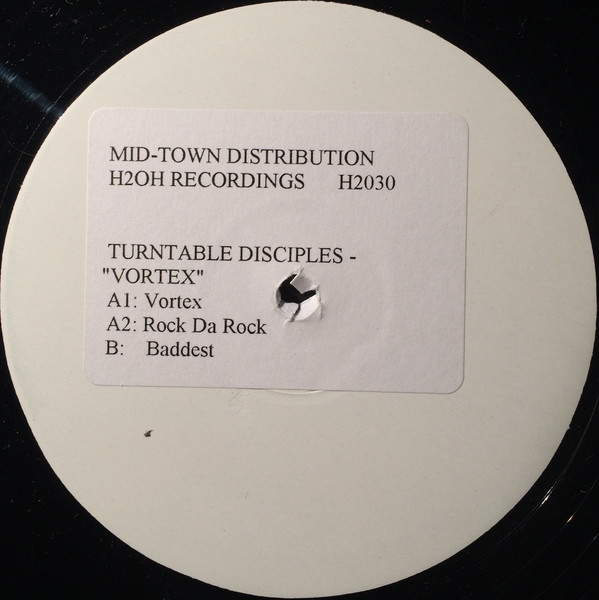 MID-TOWN DISTRIBUTION
H2OH RECORDINGS H2030
TURNTABLE DISCIPLES -
"VORTEX"
A1: Vortex
A2: Rock Da Rock
B: Baddest